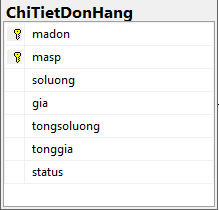 ChiTietDonHang
madon
masp
soluong
gia
tongsoluong
tonggia
status